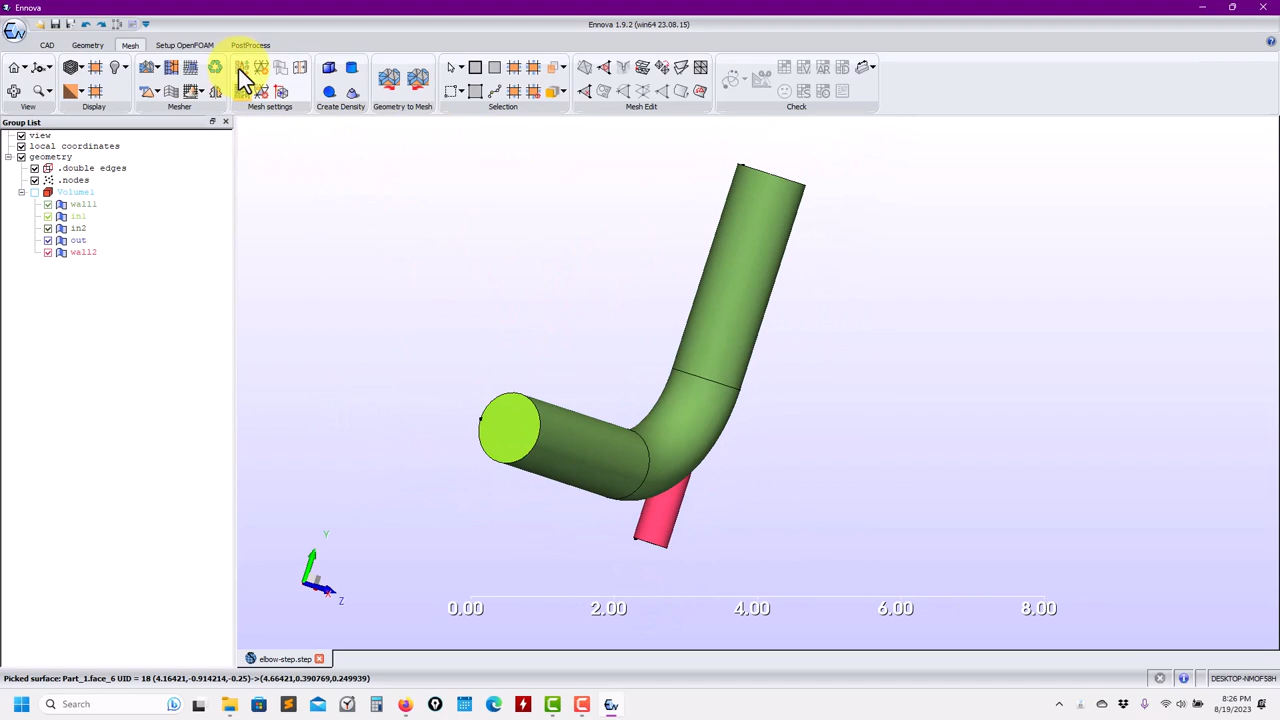 Ennova
Ennova 1.9.2 (win64 23.08.15)
CAD Geometry Mesh Setup OpenFOAM PostProcess
View Display Mesher Mesh settings Create Density Geometry to Mesh Selection Mesh Edit Check
Group List
view
local coordinates
geometry
.double edges
.nodes
Volume1
wall1
in1
in2
out
wall2
Y
Z
0.00 2.00 4.00 6.00 8.00
elbow-step.step
Picked surface: Part_1.face_6 UID = 18 (4.16421,-0.914214,-0.25)->(4.66421,0.390769,0.249939)
DESKTOP-NMOF58H
Search
8:26 PM
8/19/2023